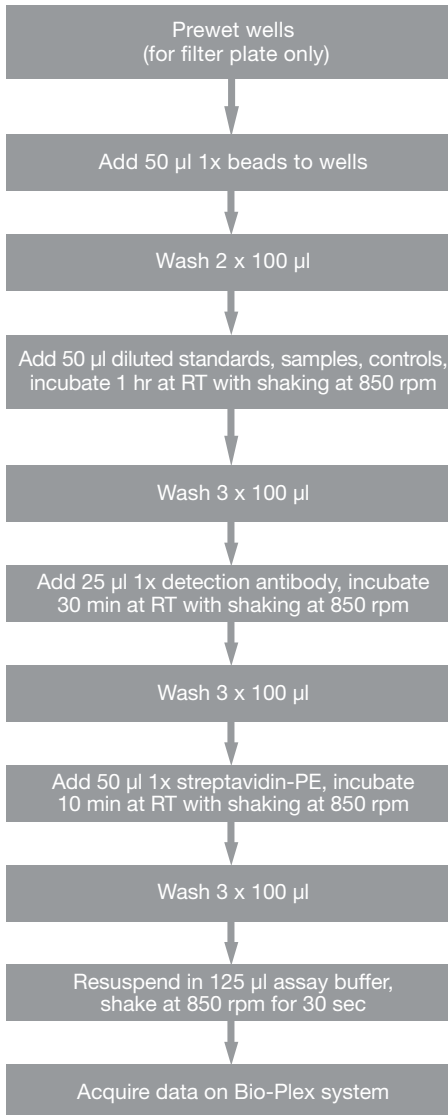 Prewet wells
(for filter plate only)
Add 50 µl 1x beads to wells
Wash 2 x 100 µl
Add 50 µl diluted standards, samples, controls,
incubate 1 hr at RT with shaking at 850 rpm
Wash 3 x 100 µl
Add 25 µl 1x detection antibody, incubate
30 min at RT with shaking at 850 rpm
Wash 3 x 100 µl
Add 50 µl 1x streptavidin-PE, incubate
10 min at RT with shaking at 850 rpm
Wash 3 x 100 µl
Resuspend in 125 µl assay buffer,
shake at 850 rpm for 30 sec
Acquire data on Bio-Plex system